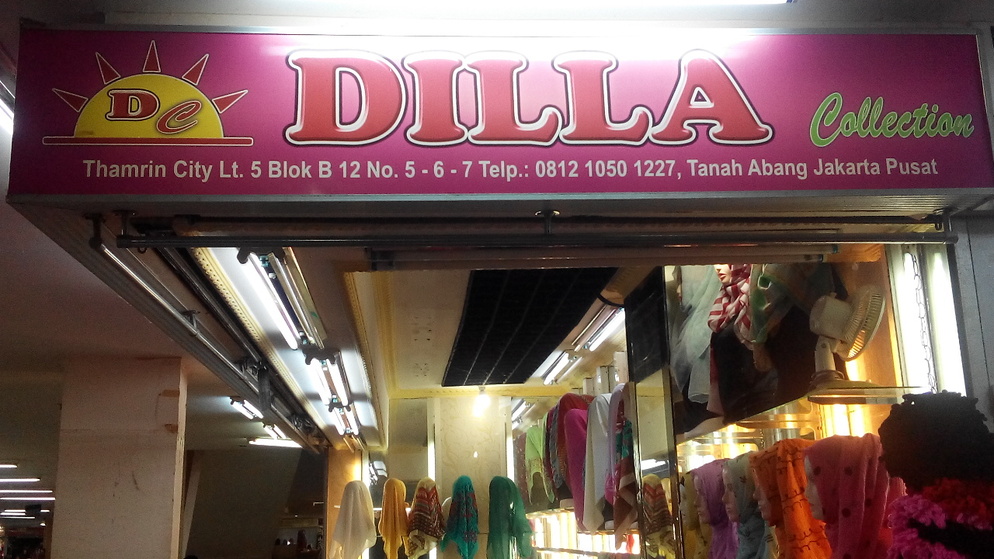 DC
DILLA
Collection
Thamrin City Lt. 5 Blok B 12 No. 5 - 6 - 7 Telp.: 0812 1050 1227, Tanah Abang Jakarta Pusat